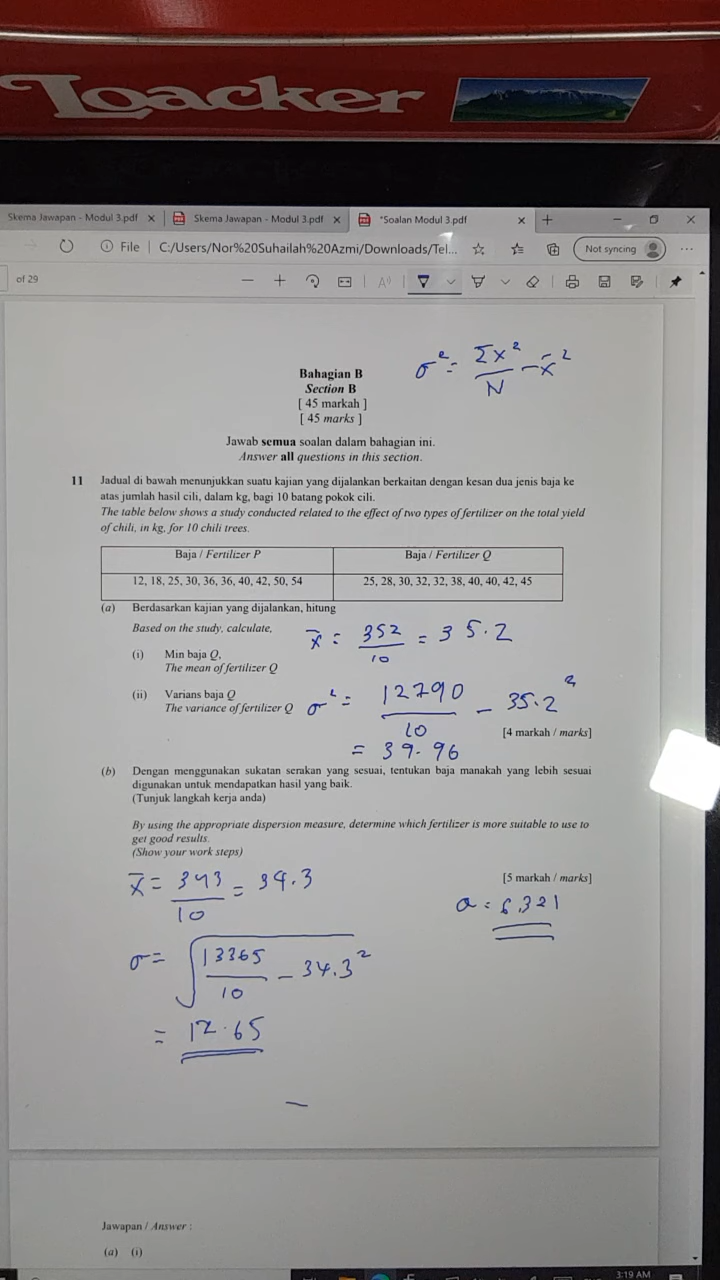 Loacker
Skema Jawapan - Modul 3.pdf
Skema Jawapan - Modul 3.pdf
*Soalan Modul 3.pdf
File
C:/Users/Nor%20Suhailah%20Azmi/Downloads/Tel...
Not syncing
of 29
σ² = Σx²/N - x̄²
Bahagian B
Section B
[ 45 markah ]
[ 45 marks ]
Jawab semua soalan dalam bahagian ini.
Answer all questions in this section.
11 Jadual di bawah menunjukkan suatu kajian yang dijalankan berkaitan dengan kesan dua jenis baja ke
atas jumlah hasil cili, dalam kg, bagi 10 batang pokok cili.
The table below shows a study conducted related to the effect of two types of fertilizer on the total yield
of chili, in kg, for 10 chili trees.
Baja / Fertilizer P Baja / Fertilizer Q
12, 18, 25, 30, 36, 36, 40, 42, 50, 54 25, 28, 30, 32, 32, 38, 40, 40, 42, 45
(a) Berdasarkan kajian yang dijalankan, hitung
Based on the study, calculate,
x̄ = 352/10 = 35.2
(i) Min baja Q,
The mean of fertilizer Q
(ii) Varians baja Q
The variance of fertilizer Q
σ² = 12790/10 - 35.2²
[4 markah / marks]
= 39.96
(b) Dengan menggunakan sukatan serakan yang sesuai, tentukan baja manakah yang lebih sesuai
digunakan untuk mendapatkan hasil yang baik.
(Tunjuk langkah kerja anda)
By using the appropriate dispersion measure, determine which fertilizer is more suitable to use to
get good results.
(Show your work steps)
[5 markah / marks]
x̄ = 343/10 = 34.3
σ = 6.321
σ = √(13365/10 - 34.3²)
= 12.65
Jawapan / Answer :
(a) (i)
3:19 AM